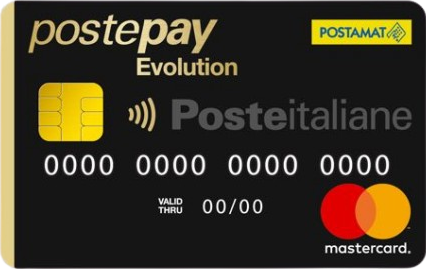 postepay
Evolution
POSTAMAT
Posteitaliane
0000 0000 0000 0000
VALID
THRU 00/00
mastercard.